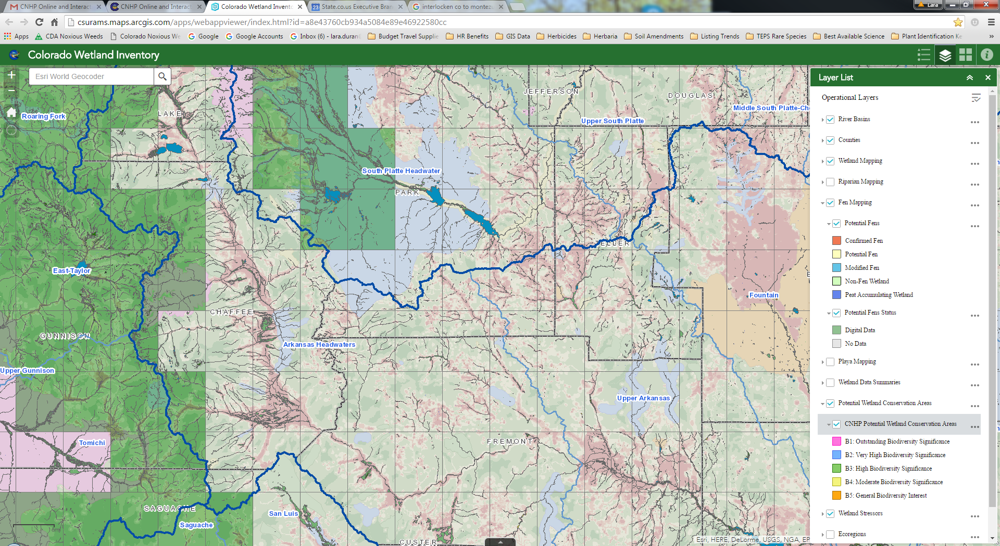 CNHP Online and Interact
CNHP Online and Interact
Colorado Wetland Invento
State.co.us Executive Bran
interlocken co to montezu
Lara
csurams.maps.arcgis.com/apps/webappviewer/index.html?id=a8e43760cb934a5084e89e46922580cc
Apps
CDA Noxious Weeds
Colorado Noxious We
Google
Google Accounts
Inbox (6) - lara.duran
Budget Travel Supplie
HR Benefits
GIS Data
Herbicides
Herbaria
Soil Amendments
Listing Trends
TEPS Rare Species
Best Available Science
Plant Identification Ke
Colorado Wetland Inventory
Esri World Geocoder
Layer List
Operational Layers
River Basins
Counties
Wetland Mapping
Riparian Mapping
Fen Mapping
Potential Fens
Confirmed Fen
Potential Fen
Modified Fen
Non-Fen Wetland
Peat Accumulating Wetland
Potential Fens Status
Digital Data
No Data
Playa Mapping
Wetland Data Summaries
Potential Wetland Conservation Areas
CNHP Potential Wetland Conservation Areas
B1: Outstanding Biodiversity Significance
B2: Very High Biodiversity Significance
B3: High Biodiversity Significance
B4: Moderate Biodiversity Significance
B5: General Biodiversity Interest
Wetland Stressors
Ecoregions
JEFFERSON
DOUGLAS
Middle South Platte-Che
LAKE
Roaring Fork
Upper South Platte
South Platte Headwater
PARK
TELLER
East-Taylor
Fountain
CHAFFEE
GUNNISON
Arkansas Headwaters
Upper Gunnison
Upper Arkansas
Tomichi
FREMONT
SAGUACHE
San Luis
Saguache
CUSTER
Esri, HERE, DeLorme, USGS, NGA, EP